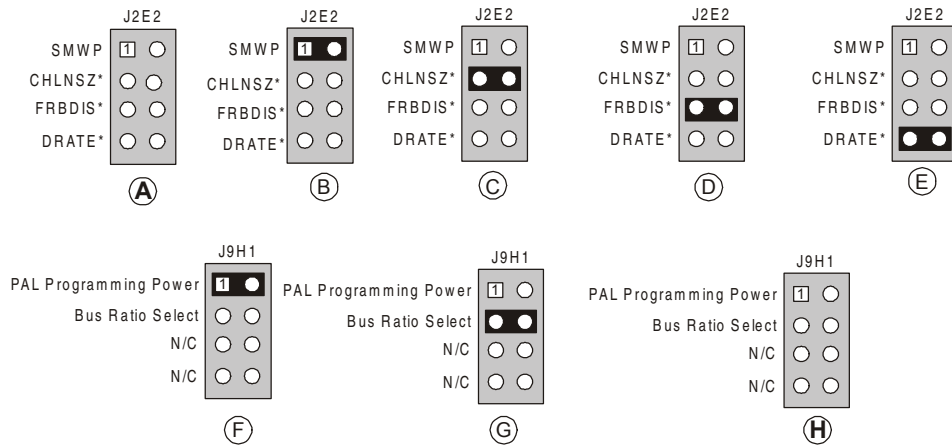 J2E2
SMWP 1
CHLNSZ*
FRBDIS*
DRATE*
A
J2E2
SMWP 1
CHLNSZ*
FRBDIS*
DRATE*
B
J2E2
SMWP 1
CHLNSZ*
FRBDIS*
DRATE*
C
J2E2
SMWP 1
CHLNSZ*
FRBDIS*
DRATE*
D
J2E2
SMWP 1
CHLNSZ*
FRBDIS*
DRATE*
E
J9H1
PAL Programming Power 1
Bus Ratio Select
N/C
N/C
F
J9H1
PAL Programming Power 1
Bus Ratio Select
N/C
N/C
G
J9H1
PAL Programming Power 1
Bus Ratio Select
N/C
N/C
H